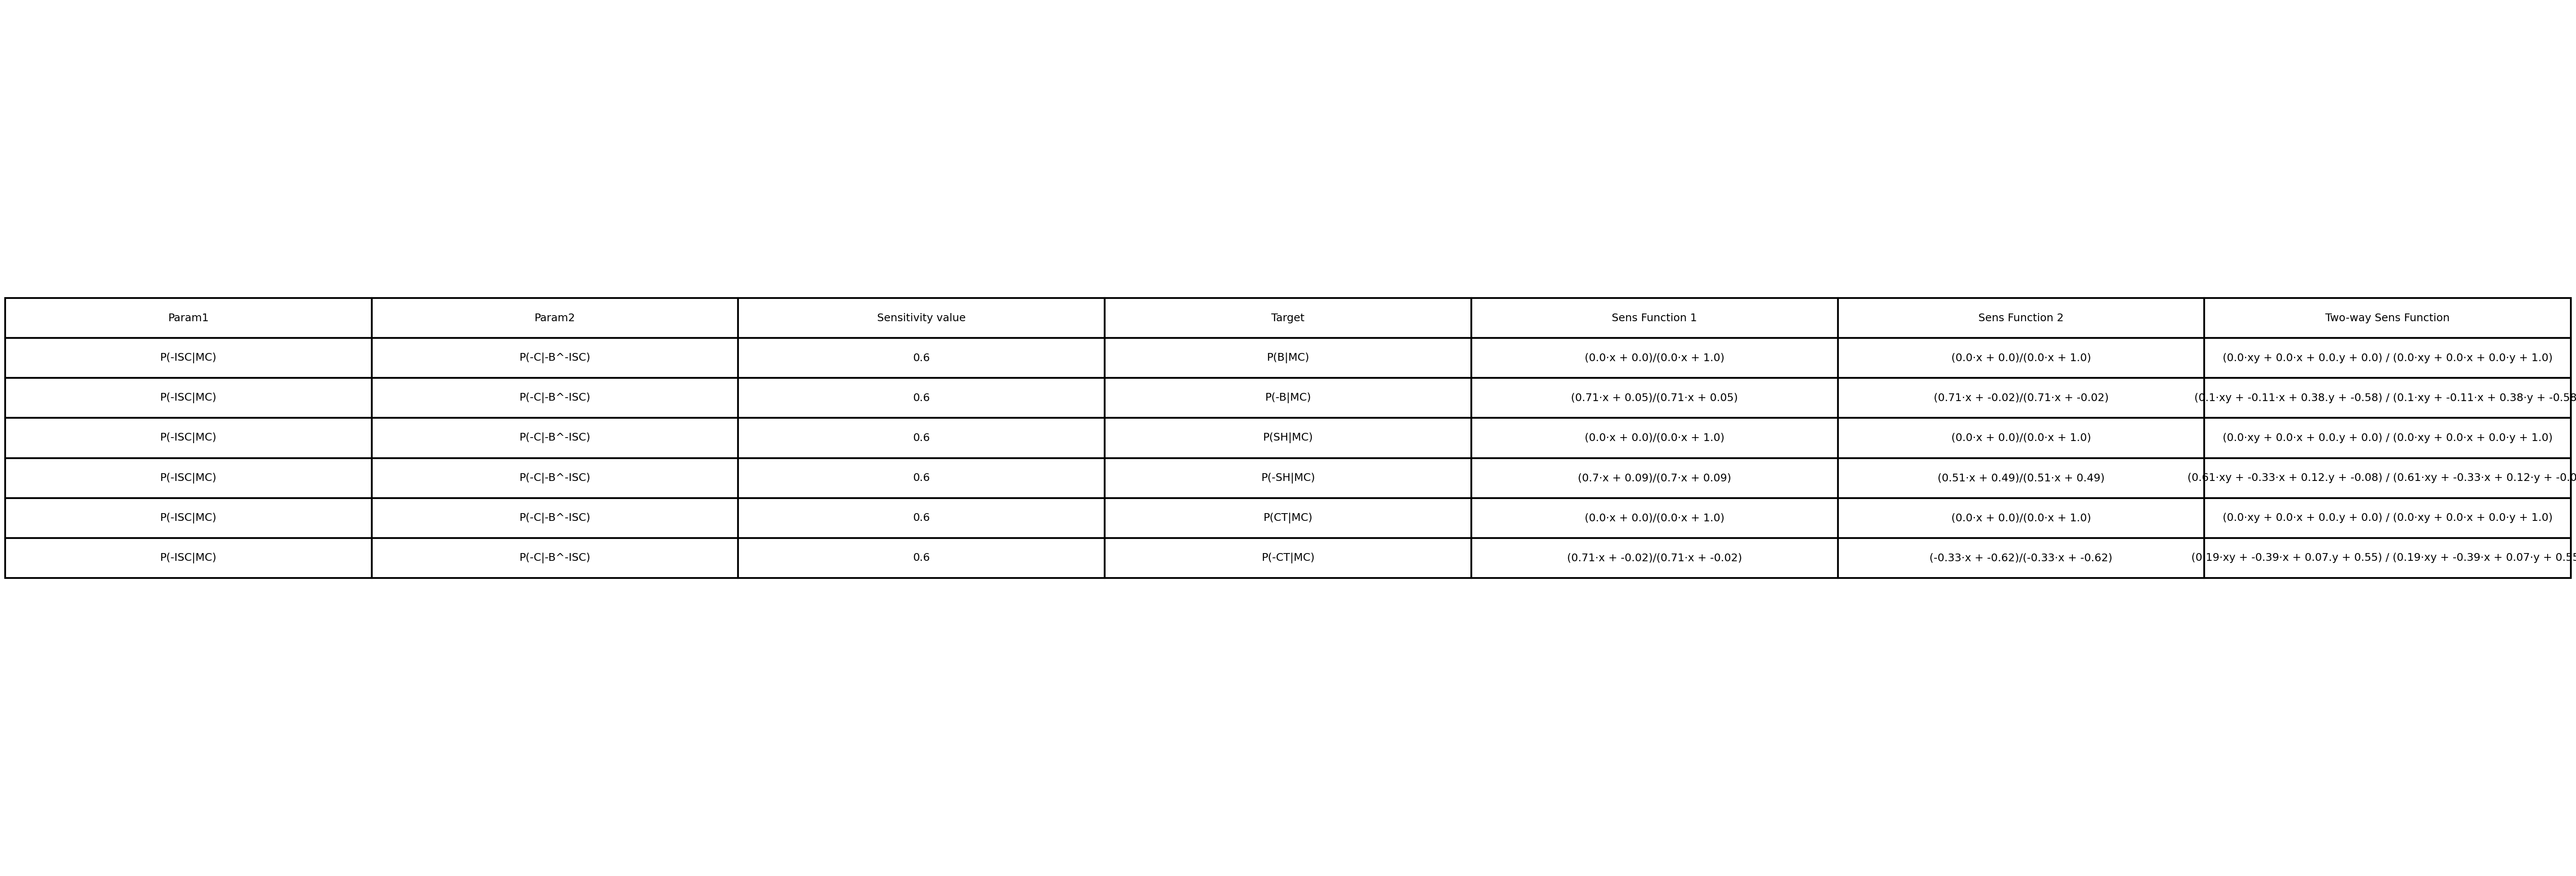 Param1 Param2 Sensitivity value Target Sens Function 1 Sens Function 2 Two-way Sens Function
P(-ISC|MC) P(-C|-B^-ISC) 0.6 P(B|MC) (0.0·x + 0.0)/(0.0·x + 1.0) (0.0·x + 0.0)/(0.0·x + 1.0) (0.0·xy + 0.0·x + 0.0.y + 0.0) / (0.0·xy + 0.0·x + 0.0·y + 1.0)
P(-ISC|MC) P(-C|-B^-ISC) 0.6 P(-B|MC) (0.71·x + 0.05)/(0.71·x + 0.05) (0.71·x + -0.02)/(0.71·x + -0.02) (0.1·xy + -0.11·x + 0.38.y + -0.58) / (0.1·xy + -0.11·x + 0.38·y + -0.58
P(-ISC|MC) P(-C|-B^-ISC) 0.6 P(SH|MC) (0.0·x + 0.0)/(0.0·x + 1.0) (0.0·x + 0.0)/(0.0·x + 1.0) (0.0·xy + 0.0·x + 0.0.y + 0.0) / (0.0·xy + 0.0·x + 0.0·y + 1.0)
P(-ISC|MC) P(-C|-B^-ISC) 0.6 P(-SH|MC) (0.7·x + 0.09)/(0.7·x + 0.09) (0.51·x + 0.49)/(0.51·x + 0.49) (0.61·xy + -0.33·x + 0.12.y + -0.08) / (0.61·xy + -0.33·x + 0.12·y + -0.0
P(-ISC|MC) P(-C|-B^-ISC) 0.6 P(CT|MC) (0.0·x + 0.0)/(0.0·x + 1.0) (0.0·x + 0.0)/(0.0·x + 1.0) (0.0·xy + 0.0·x + 0.0.y + 0.0) / (0.0·xy + 0.0·x + 0.0·y + 1.0)
P(-ISC|MC) P(-C|-B^-ISC) 0.6 P(-CT|MC) (0.71·x + -0.02)/(0.71·x + -0.02) (-0.33·x + -0.62)/(-0.33·x + -0.62) (0.19·xy + -0.39·x + 0.07.y + 0.55) / (0.19·xy + -0.39·x + 0.07·y + 0.55